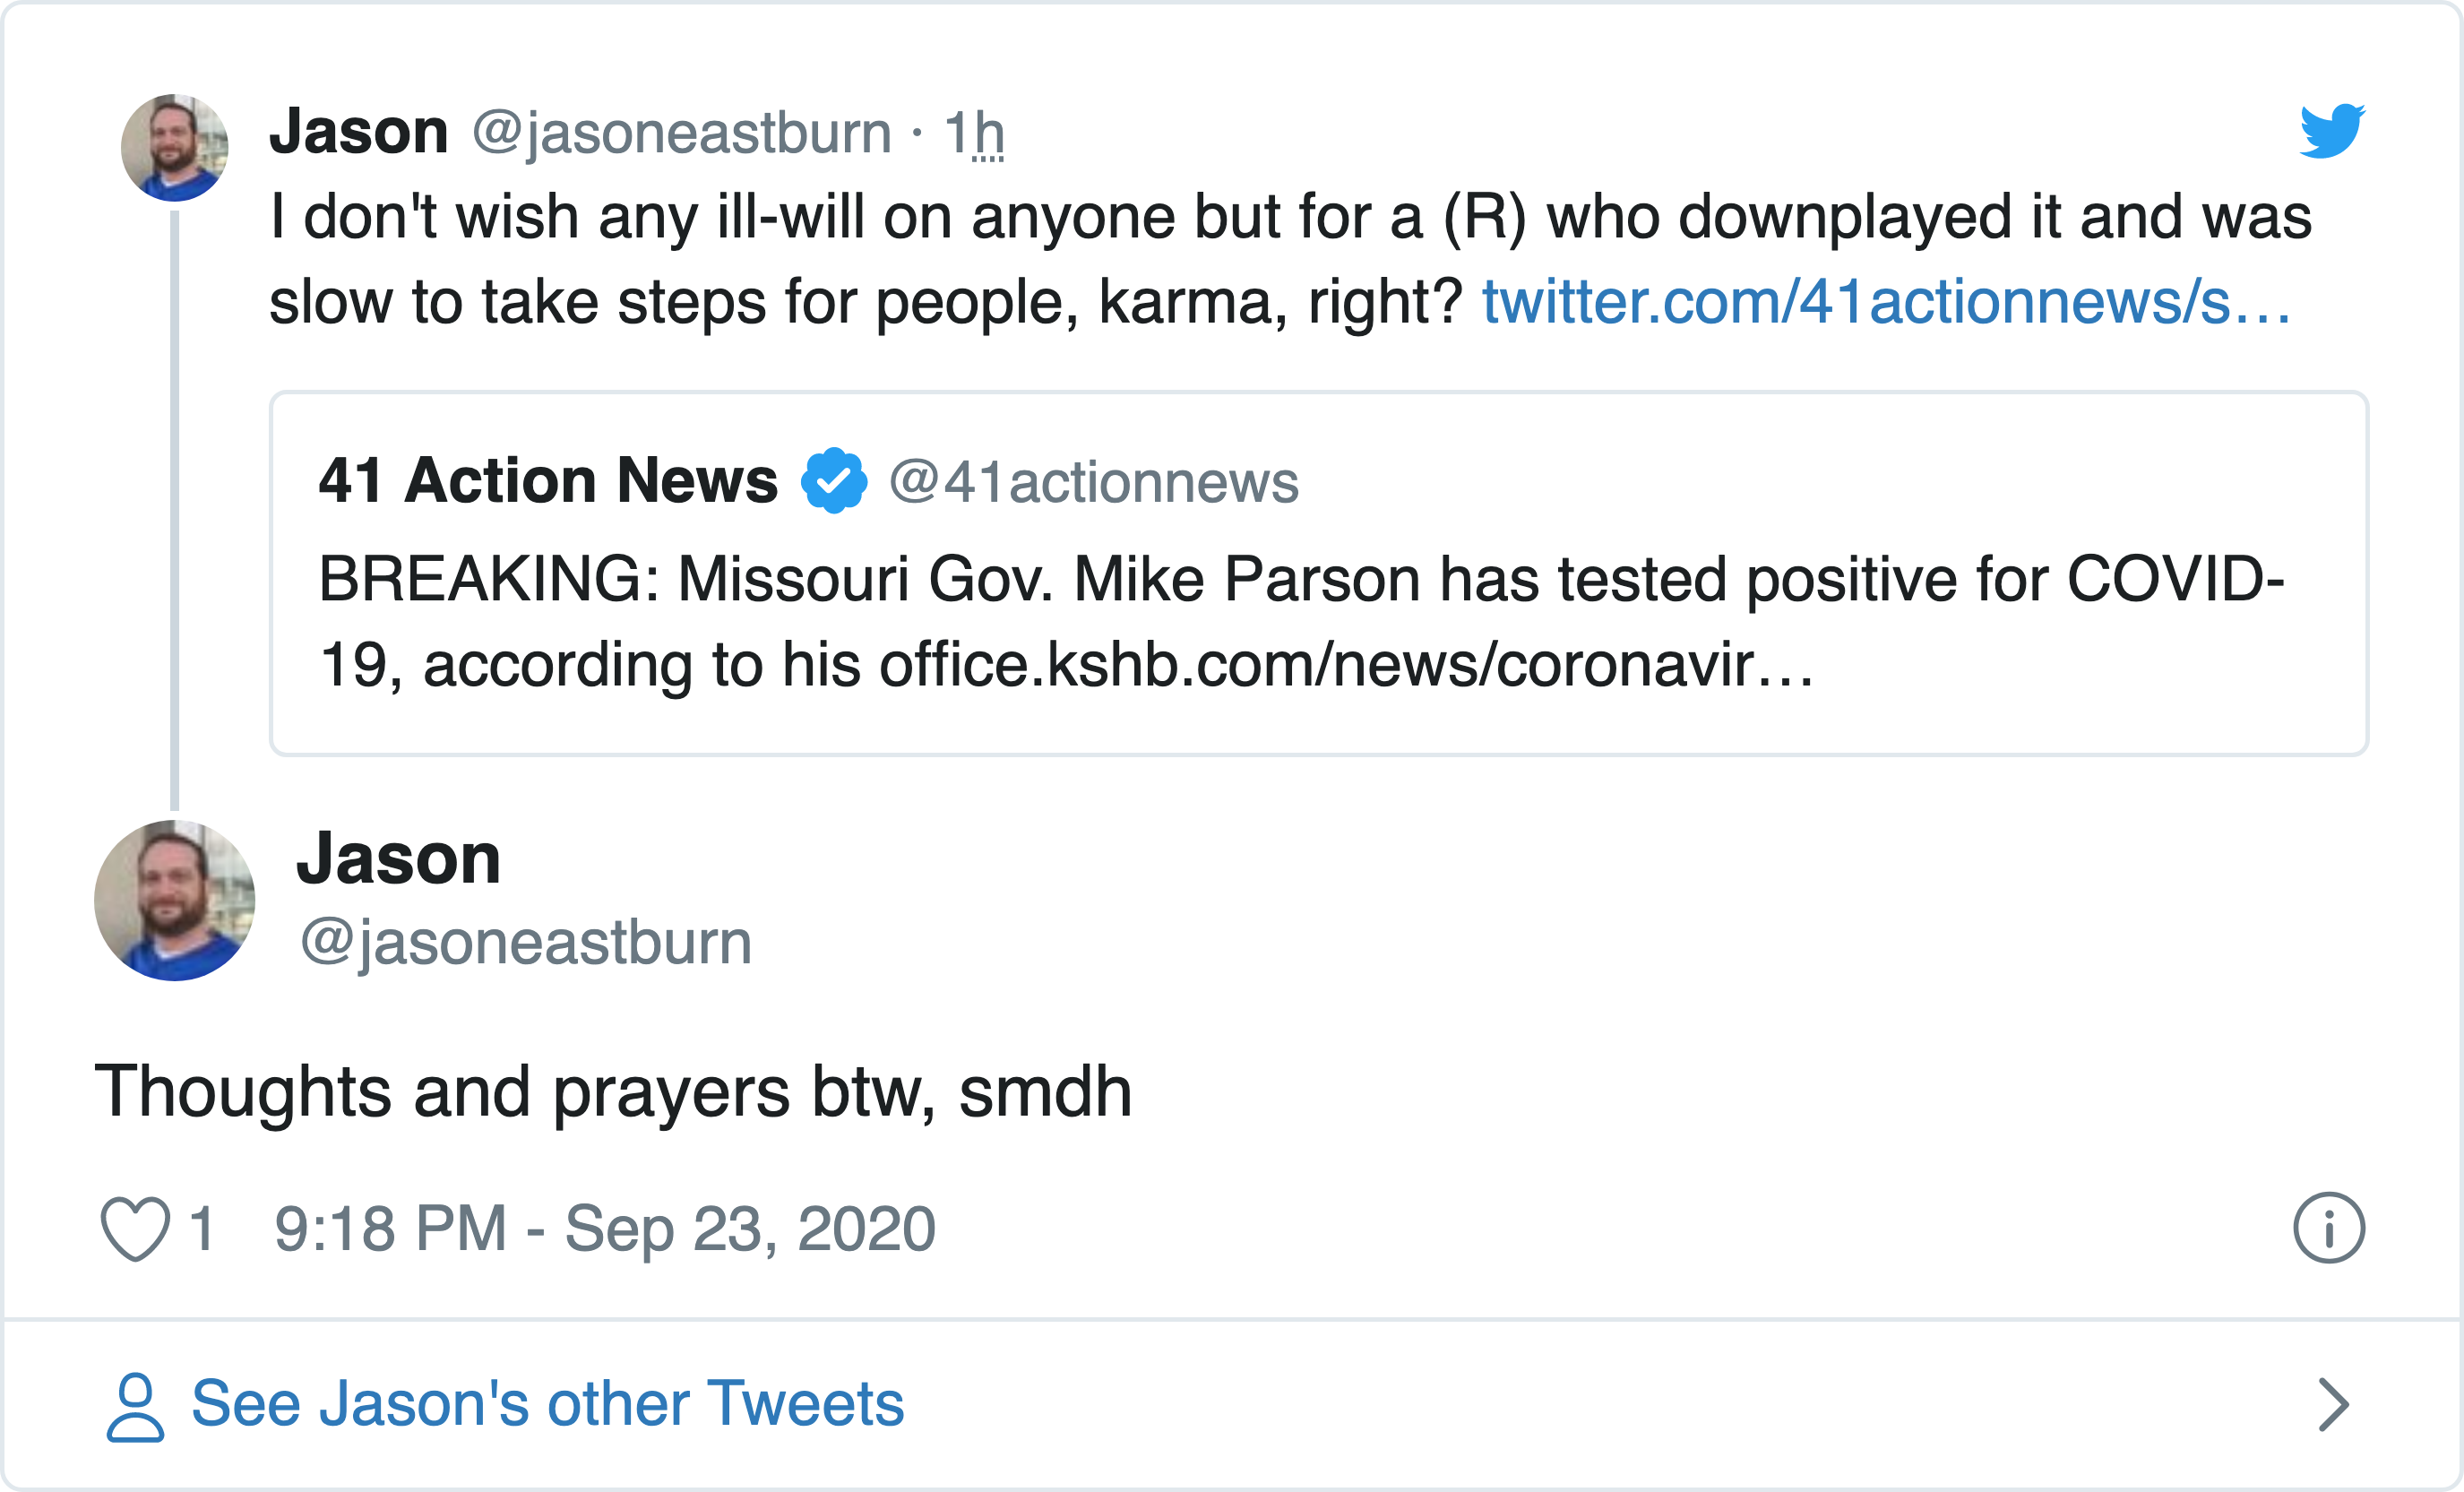 Jason @jasoneastburn · 1h
I don't wish any ill-will on anyone but for a (R) who downplayed it and was
slow to take steps for people, karma, right? twitter.com/41actionnews/s…
41 Action News @41actionnews
BREAKING: Missouri Gov. Mike Parson has tested positive for COVID-
19, according to his office.kshb.com/news/coronavir…
Jason
@jasoneastburn
Thoughts and prayers btw, smdh
1 9:18 PM - Sep 23, 2020
See Jason's other Tweets